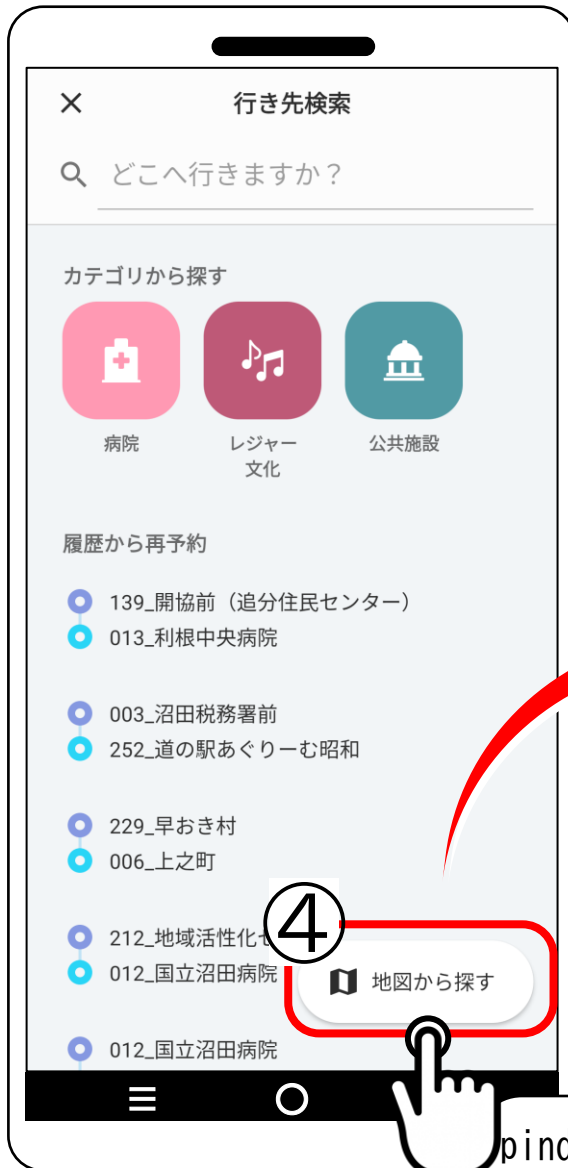 行き先検索
どこへ行きますか？
カテゴリから探す
病院
レジャー
文化
公共施設
履歴から再予約
139_開協前（追分住民センター）
013_利根中央病院
003_沼田税務署前
252_道の駅あぐりーむ昭和
229_早おき村
006_上之町
④
212_地域活性化
012_国立沼田病院
地図から探す
012_国立沼田病院